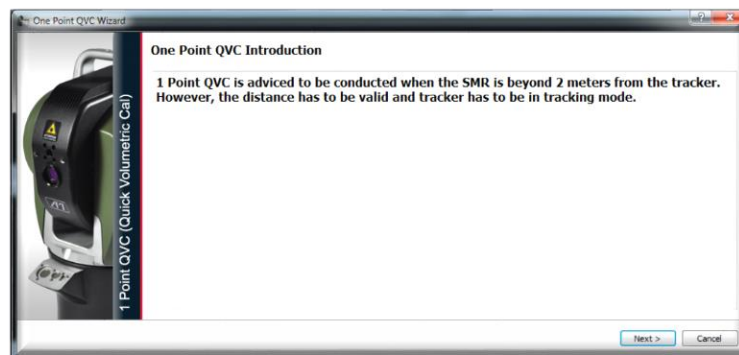 One Point QVC Wizard
One Point QVC Introduction
1 Point QVC is adviced to be conducted when the SMR is beyond 2 meters from the tracker.
However, the distance has to be valid and tracker has to be in tracking mode.
1 Point QVC (Quick Volumetric Cal)
Next >
Cancel